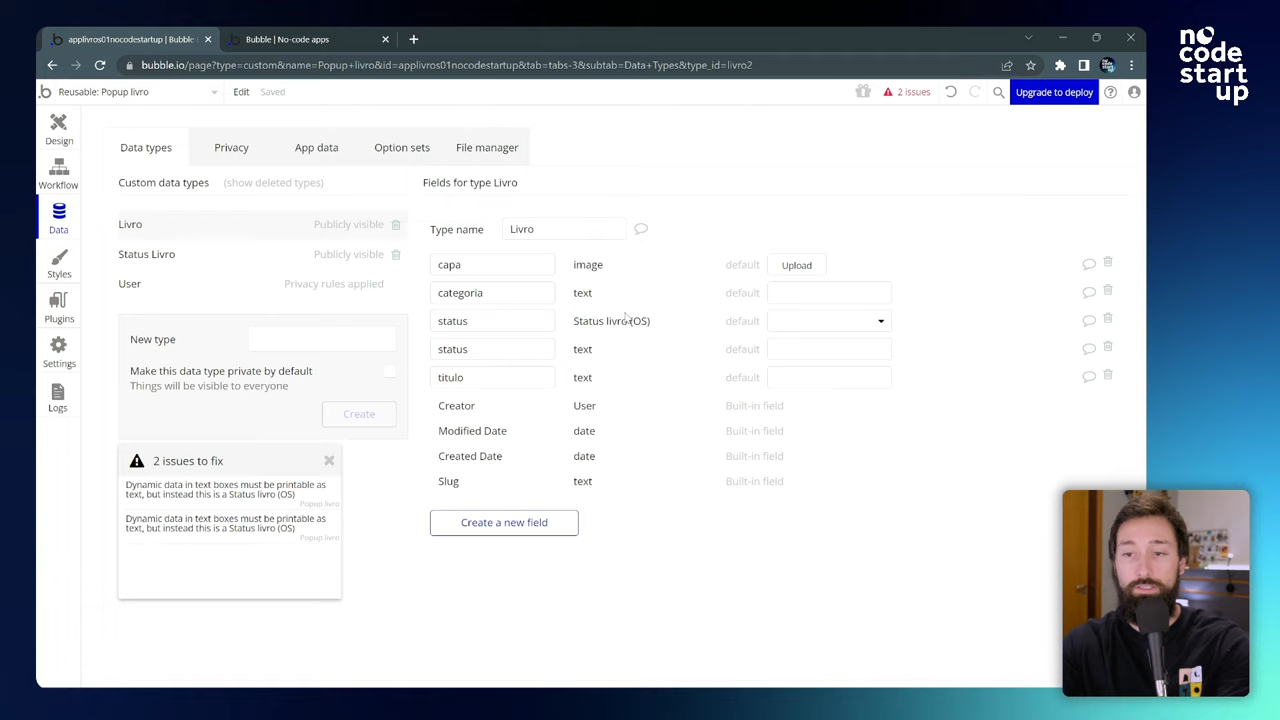 applivros01nocodestartup | Bubble
Bubble | No-code apps
no
code
start
up
bubble.io/page?type=custom&name=Popup+livro&id=applivros01nocodestartup&tab=tabs-3&subtab=Data+Types&type_id=livro2
Reusable: Popup livro
Edit
Saved
2 issues
Upgrade to deploy
Design
Workflow
Data
Styles
Plugins
Settings
Logs
Data types
Privacy
App data
Option sets
File manager
Custom data types
(show deleted types)
Livro
Publicly visible
Status Livro
Publicly visible
User
Privacy rules applied
New type
Make this data type private by default
Things will be visible to everyone
Create
2 issues to fix
Dynamic data in text boxes must be printable as
text, but instead this is a Status livro (OS)
Popup livro
Dynamic data in text boxes must be printable as
text, but instead this is a Status livro (OS)
Popup livro
Fields for type Livro
Type name
Livro
capa
image
default
Upload
categoria
text
default
status
Status livro (OS)
default
status
text
default
titulo
text
default
Creator
User
Built-in field
Modified Date
date
Built-in field
Created Date
date
Built-in field
Slug
text
Built-in field
Create a new field